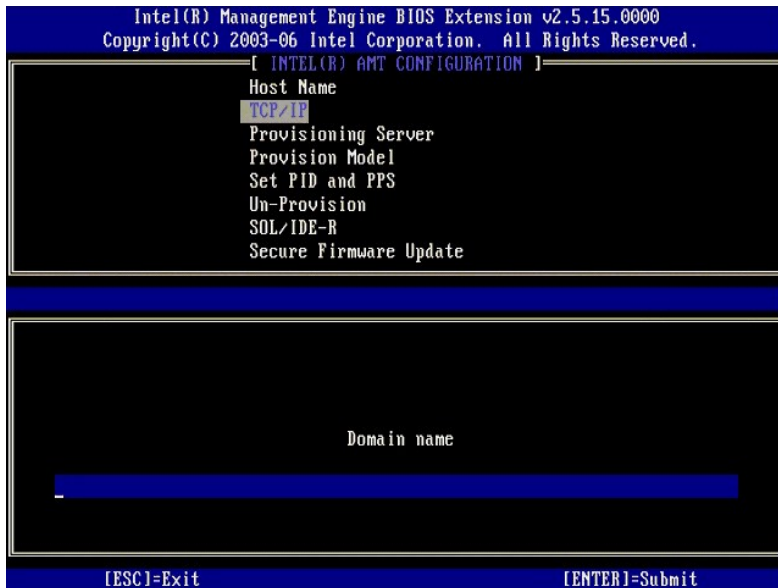 Intel(R) Management Engine BIOS Extension v2.5.15.0000
Copyright(C) 2003-06 Intel Corporation. All Rights Reserved.
[ INTEL(R) AMT CONFIGURATION ]
Host Name
TCP/IP
Provisioning Server
Provision Model
Set PID and PPS
Un-Provision
SOL/IDE-R
Secure Firmware Update
Domain name
[ESC]=Exit [ENTER]=Submit